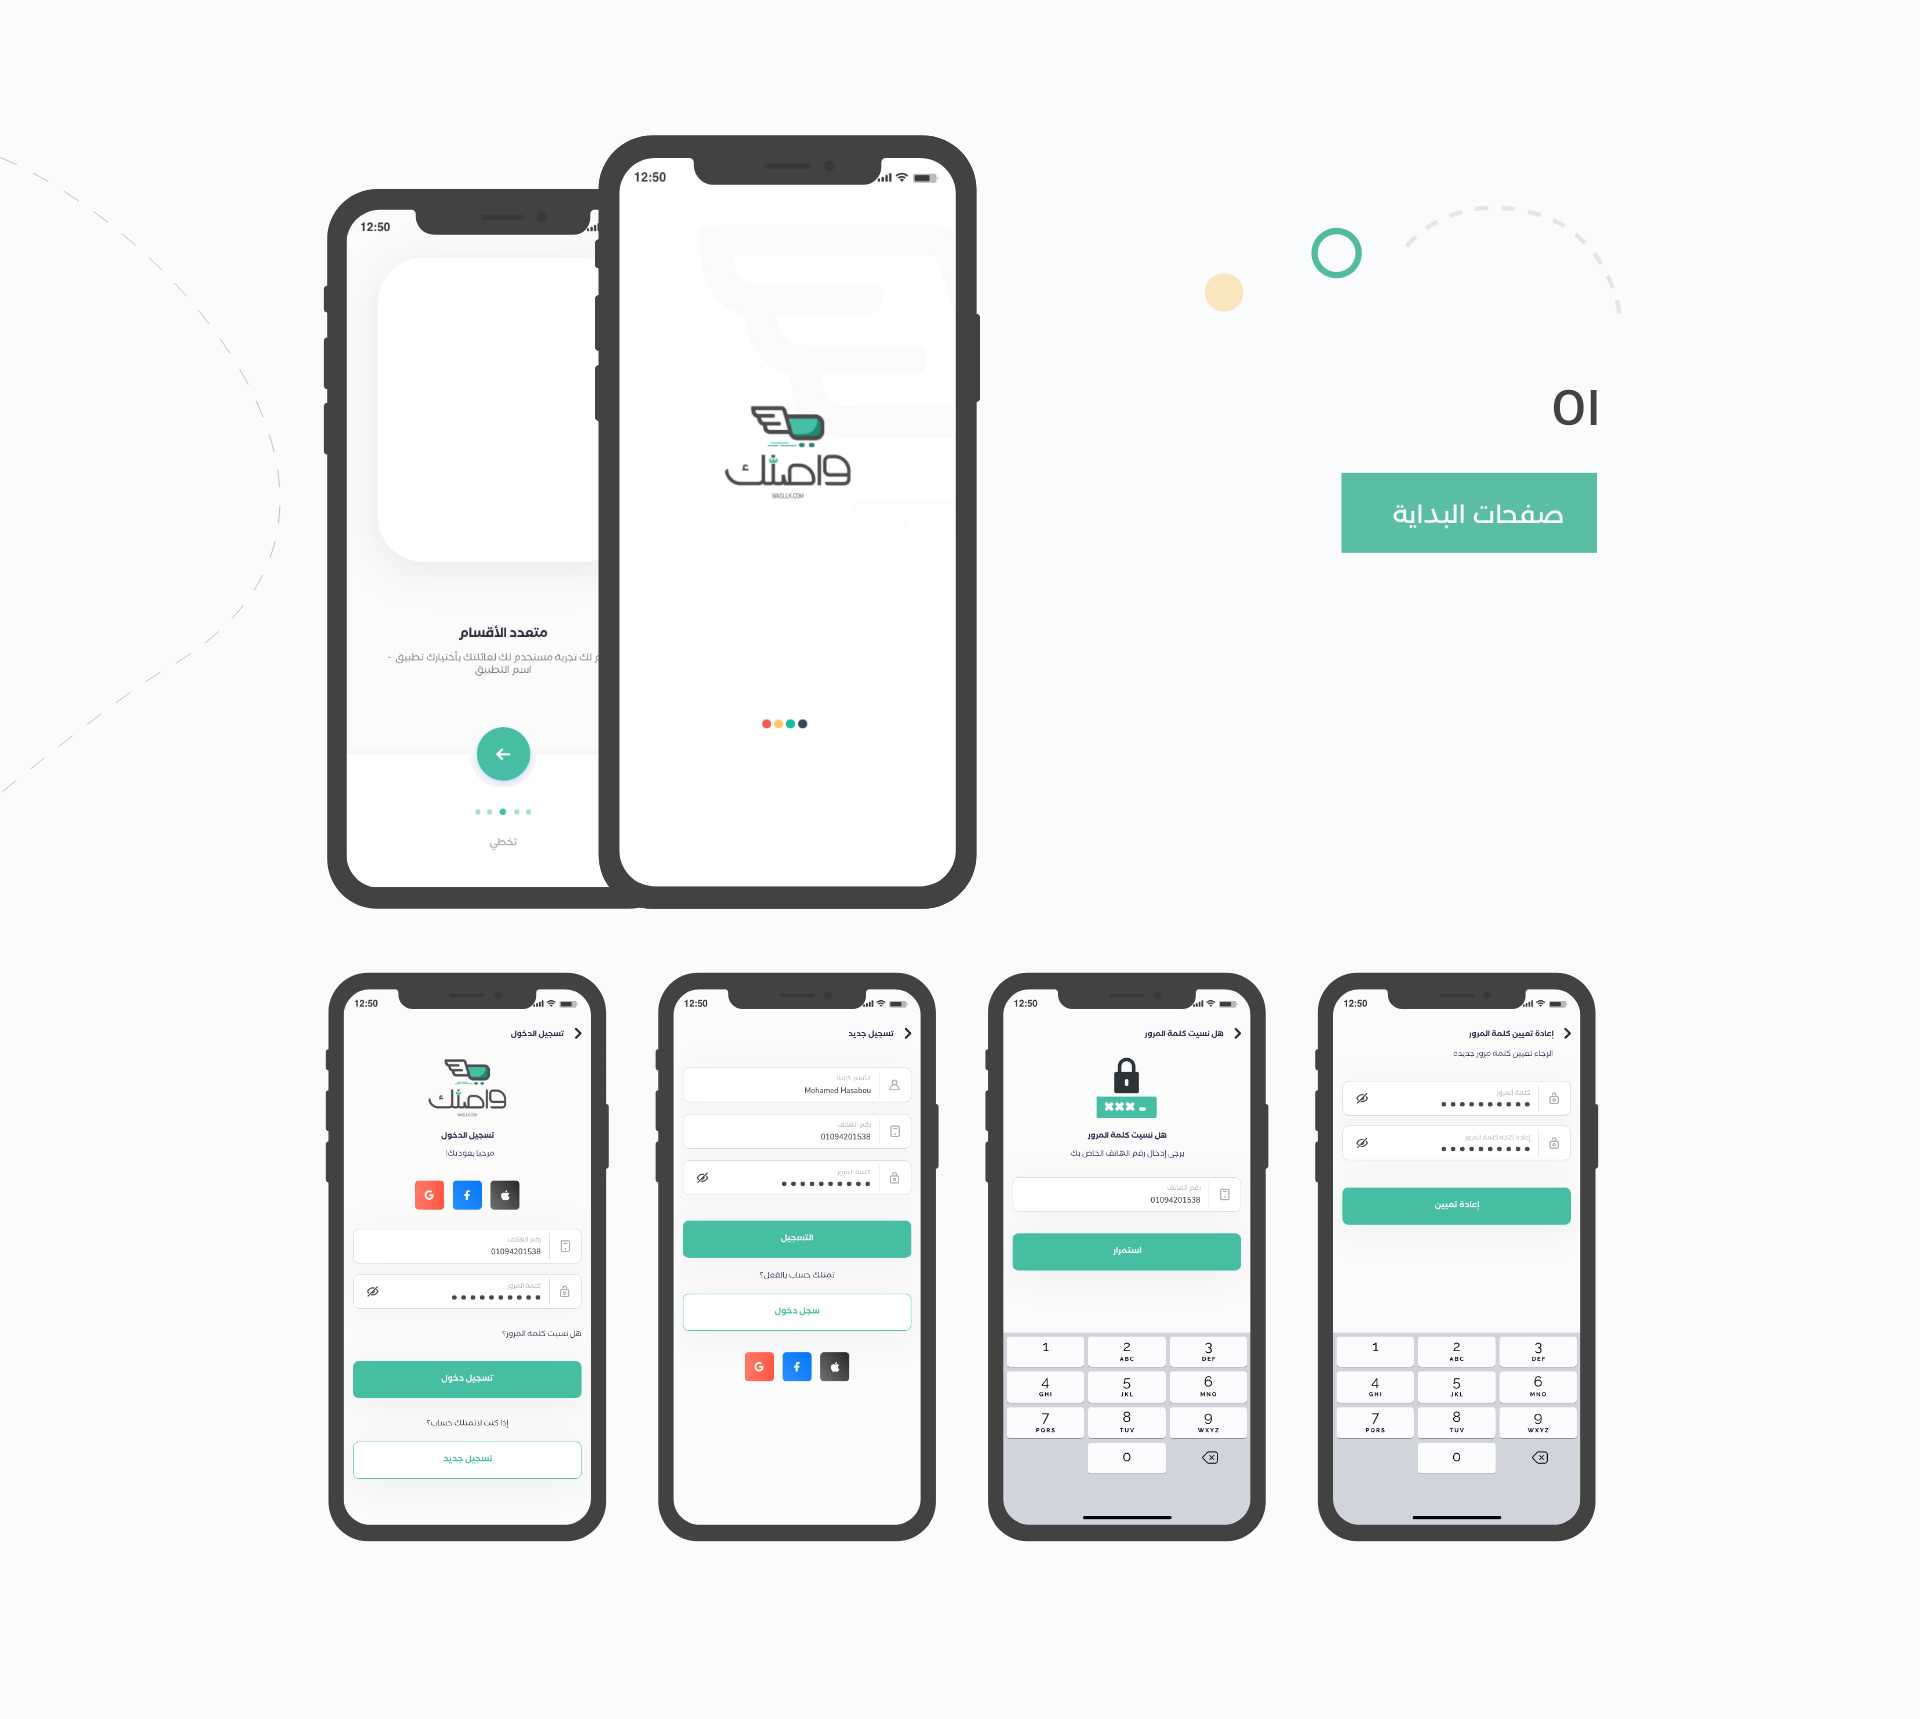 01
صفحات البداية
12:50
واصلك
WASLLK.COM
12:50
متعدد الأقسام
لك تجربة مستخدم لك لعائلتك بأختيارك تطبيق -
اسم التطبيق
تخطي
12:50
تسجيل الدخول
واصلك
WASLLK.COM
تسجيل الدخول
مرحبا بعودتك!
رقم الهاتف
01094201538
كلمة المرور
هل نسيت كلمة المرور؟
تسجيل دخول
إذا كنت لاتمتلك حساب؟
تسجيل جديد
12:50
تسجيل جديد
Mohamed Hasabou
رقم الهاتف
01094201538
كلمة المرور
التسجيل
تمتلك حساب بالفعل؟
سجل دخول
12:50
هل نسيت كلمة المرور
هل نسيت كلمة المرور
يرجى إدخال رقم الهاتف الخاص بك
رقم الهاتف
01094201538
استمرار
1 2 3
ABC DEF
4 5 6
GHI JKL MNO
7 8 9
PQRS TUV WXYZ
0
12:50
إعادة تعيين كلمة المرور
الرجاء تعيين كلمة مرور جديدة
كلمة المرور
إعادة كتابة كلمة المرور
إعادة تعيين
1 2 3
ABC DEF
4 5 6
GHI JKL MNO
7 8 9
PQRS TUV WXYZ
0